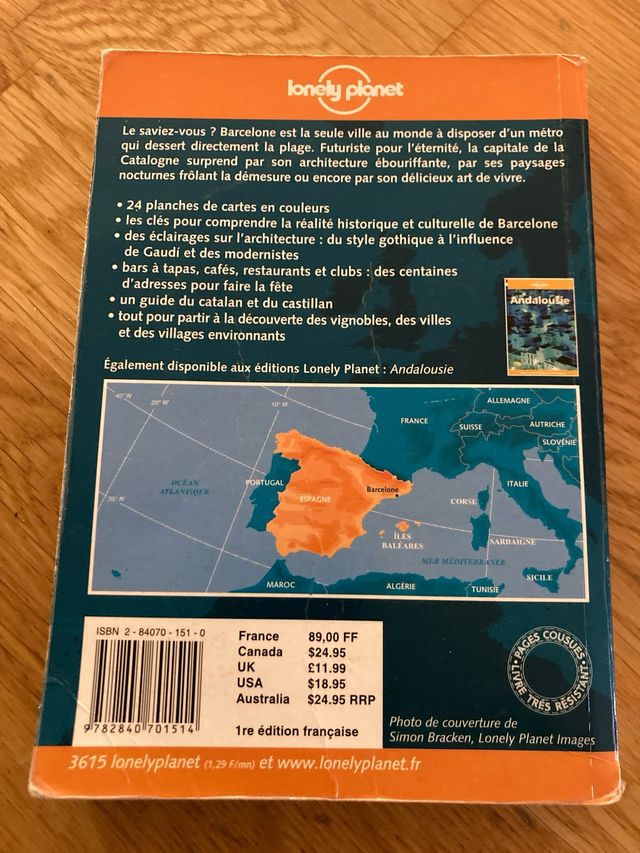 lonely planet
Le saviez-vous ? Barcelone est la seule ville au monde à disposer d'un métro
qui dessert directement la plage. Futuriste pour l'éternité, la capitale de la
Catalogne surprend par son architecture ébouriffante, par ses paysages
nocturnes frôlant la démesure ou encore par son délicieux art de vivre.
• 24 planches de cartes en couleurs
• les clés pour comprendre la réalité historique et culturelle de Barcelone
• des éclairages sur l'architecture : du style gothique à l'influence
de Gaudí et des modernistes
• bars à tapas, cafés, restaurants et clubs : des centaines
d'adresses pour faire la fête
• un guide du catalan et du castillan
• tout pour partir à la découverte des vignobles, des villes
et des villages environnants
Andalousie
Également disponible aux éditions Lonely Planet : Andalousie
40° N
20° W
10° W
35° N
ALLEMAGNE
FRANCE
SUISSE
AUTRICHE
SLOVÉNIE
OCÉAN
ATLANTIQUE
PORTUGAL
ESPAGNE
Barcelone
CORSE
ITALIE
ÎLES
BALÉARES
SARDAIGNE
MER MÉDITERRANÉE
SICILE
MAROC
ALGÉRIE
TUNISIE
ISBN 2 - 84070 - 151 - 0
9 782840 701514
France 89,00 FF
Canada $24.95
UK £11.99
USA $18.95
Australia $24.95 RRP
1re édition française
• PAGES COUSUES •
LIVRE TRÈS RÉSISTANT
Photo de couverture de
Simon Bracken, Lonely Planet Images
3615 lonelyplanet (1,29 F/mn) et www.lonelyplanet.fr